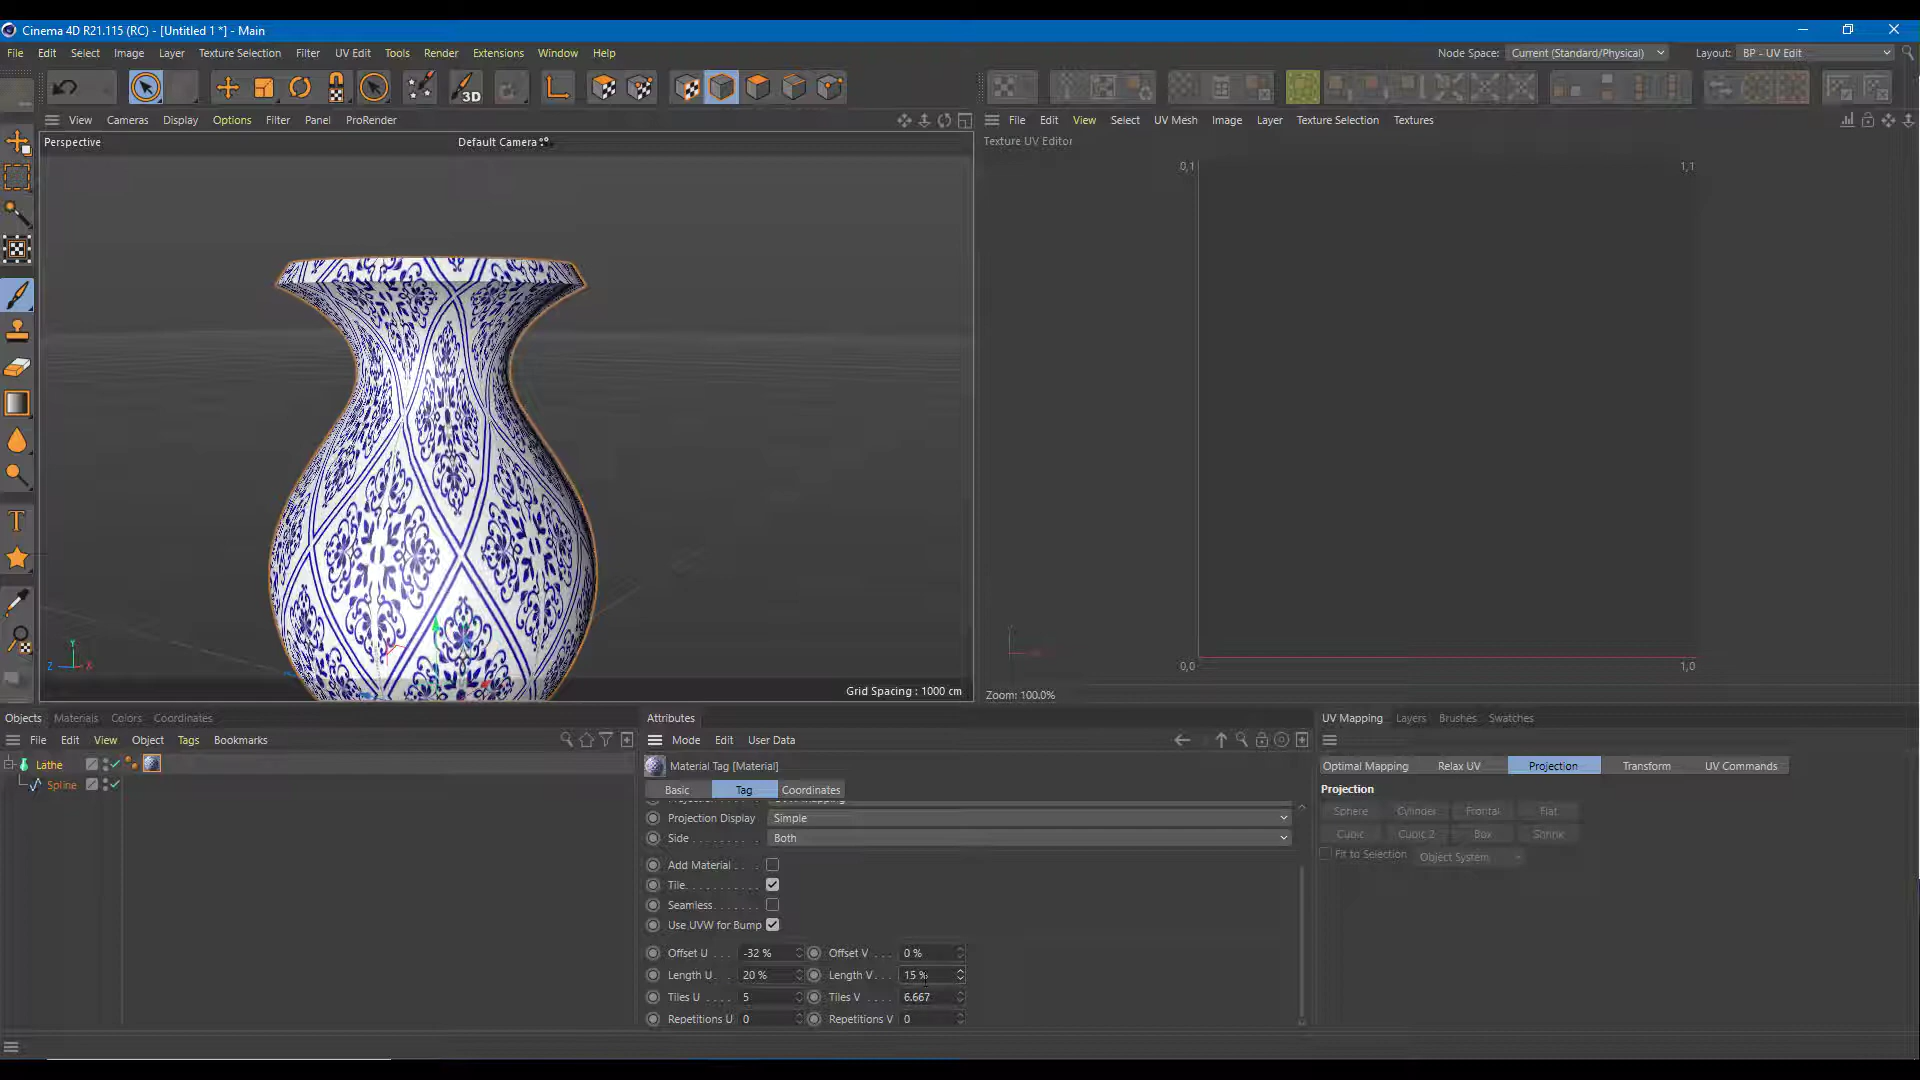 Cinema 4D R21.115 (RC) - [Untitled 1 *] - Main
File Edit Select Layer Image Texture Selection Filter UV Edit Tools Render Extensions Window Help
Node Space: Current (Standard/Physical) Layout: BP - UV Edit
3D
View Cameras Display Options Filter Panel ProRender
File Edit View Select UV Mesh Image Layer Texture Selection Textures
Perspective
Default Camera
Texture UV Editor
0,1
1,1
T
Y
Z
X
0,0
1,0
Grid Spacing : 1000 cm
Zoom: 100.0%
Objects Materials Colors Coordinates
Attributes
UV Mapping Layers Brushes Swatches
File Edit View Object Tags Bookmarks
Mode Edit User Data
Lathe
Spline
Material Tag [Material]
Basic Tag Coordinates
Projection Display Simple
Side Both
Add Material
Tile
Seamless
Use UVW for Bump
Offset U -32 % Offset V 0 %
Length U 20 % Length V 15 %
Tiles U 5 Tiles V 6.667
Repetitions U 0 Repetitions V 0
Optimal Mapping Relax UV Projection Transform UV Commands
Projection
Sphere Cylinder Frontal Flat
Cubic Cubic 2 Box Shrink
Fit to Selection Object System